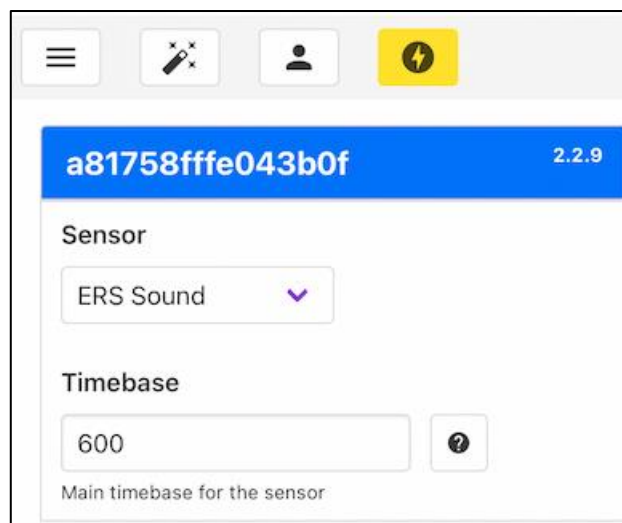 a81758fffe043b0f 2.2.9
Sensor
ERS Sound
Timebase
600
Main timebase for the sensor